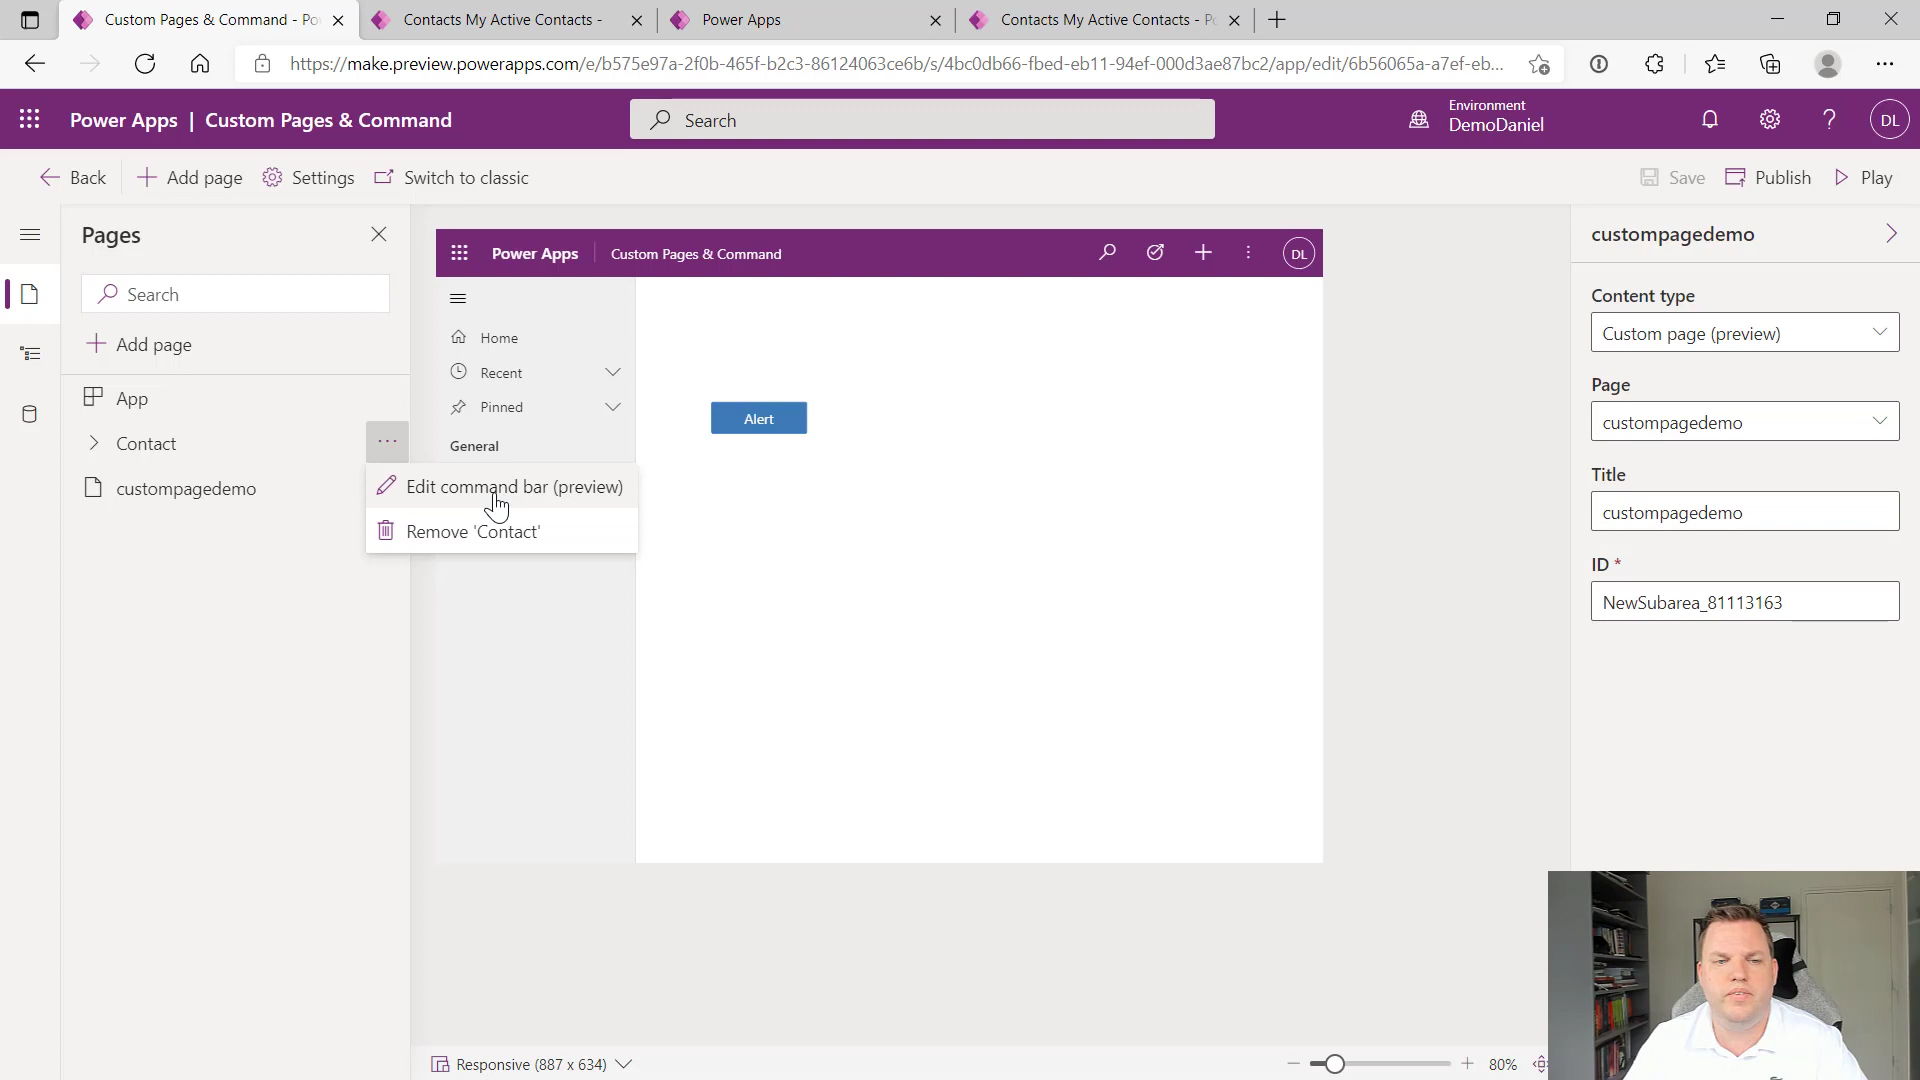 Custom Pages & Command - Po
Contacts My Active Contacts -
Power Apps
Contacts My Active Contacts - Po
https://make.preview.powerapps.com/e/b575e97a-2f0b-465f-b2c3-86124063ce6b/s/4bc0db66-fbed-eb11-94ef-000d3ae87bc2/app/edit/6b56065a-a7ef-eb...
Power Apps | Custom Pages & Command
Search
Environment
DemoDaniel
DL
Back
Add page
Settings
Switch to classic
Save
Publish
Play
Pages
Search
Add page
App
Contact
custompagedemo
Edit command bar (preview)
Remove 'Contact'
Power Apps
Custom Pages & Command
DL
Home
Recent
Pinned
General
Alert
custompagedemo
Content type
Custom page (preview)
Page
custompagedemo
Title
custompagedemo
ID *
NewSubarea_81113163
Responsive (887 x 634)
80%